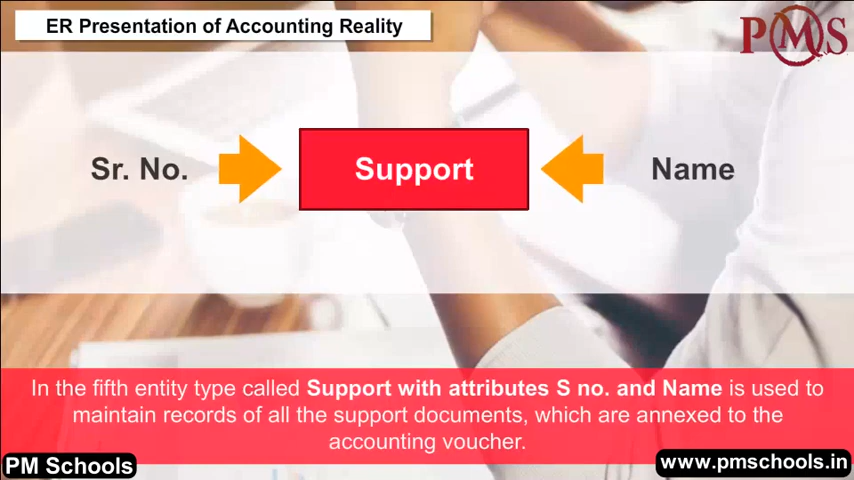 ER Presentation of Accounting Reality
PMS
Sr. No.
Support
Name
In the fifth entity type called Support with attributes S no. and Name is used to
maintain records of all the support documents, which are annexed to the
accounting voucher.
PM Schools
www.pmschools.in